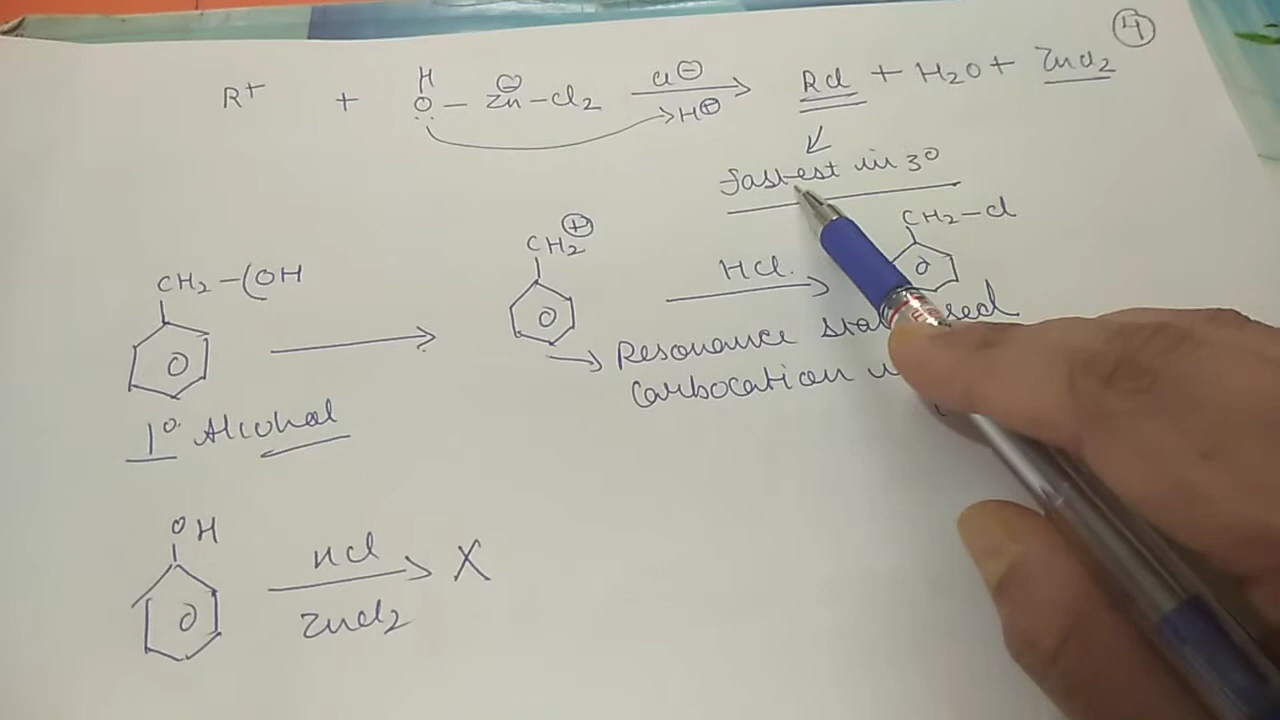 4
R⁺ + H–Ö–Zn⊖–Cl₂ Cl⊖ → H⊕ RCl + H₂O + ZnCl₂
fastest in 3°
CH₂–(OH → CH₂⊕ HCl. → CH₂–Cl
→ Resonance
carbocation
1° Alcohal
OH HCl → X
ZnCl₂